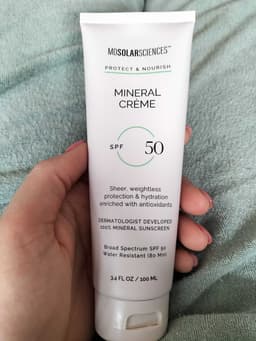 MDSOLARSCIENCES™
PROTECT & NOURISH
MINERAL
CRÈME
SPF 50
Sheer, weightless
protection & hydration
enriched with antioxidants
DERMATOLOGIST DEVELOPED
100% MINERAL SUNSCREEN
Broad Spectrum SPF 50
Water Resistant (80 Min)
3.4 FL OZ / 100 ML